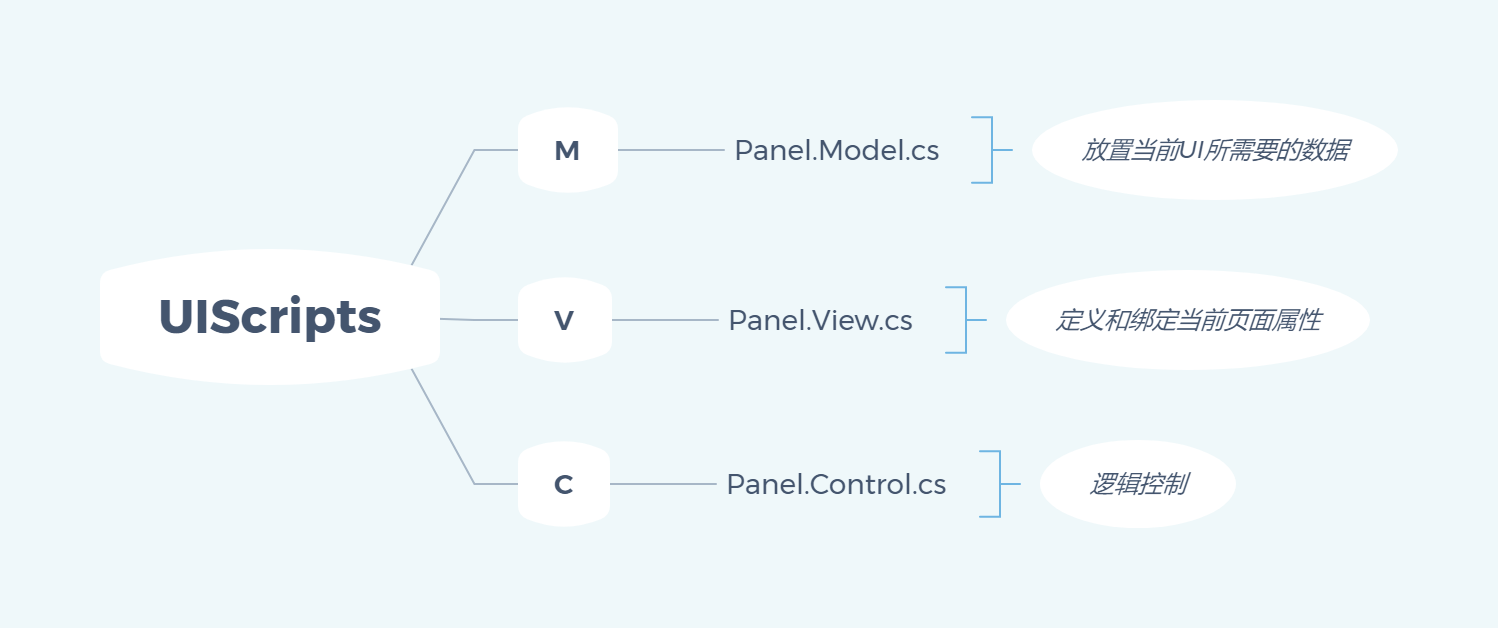 UIScripts
M
Panel.Model.cs
放置当前UI所需要的数据
V
Panel.View.cs
定义和绑定当前页面属性
C
Panel.Control.cs
逻辑控制